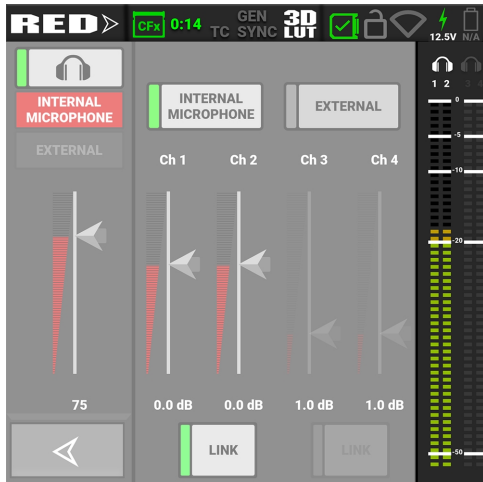 RED
CFx
0:14
GEN
TC SYNC
3D
LUT
12.5V
N/A
INTERNAL
MICROPHONE
EXTERNAL
75
INTERNAL
MICROPHONE
EXTERNAL
Ch 1
Ch 2
Ch 3
Ch 4
0.0 dB
0.0 dB
1.0 dB
1.0 dB
LINK
LINK
1 2
3 4
0
-5
-10
-20
-50